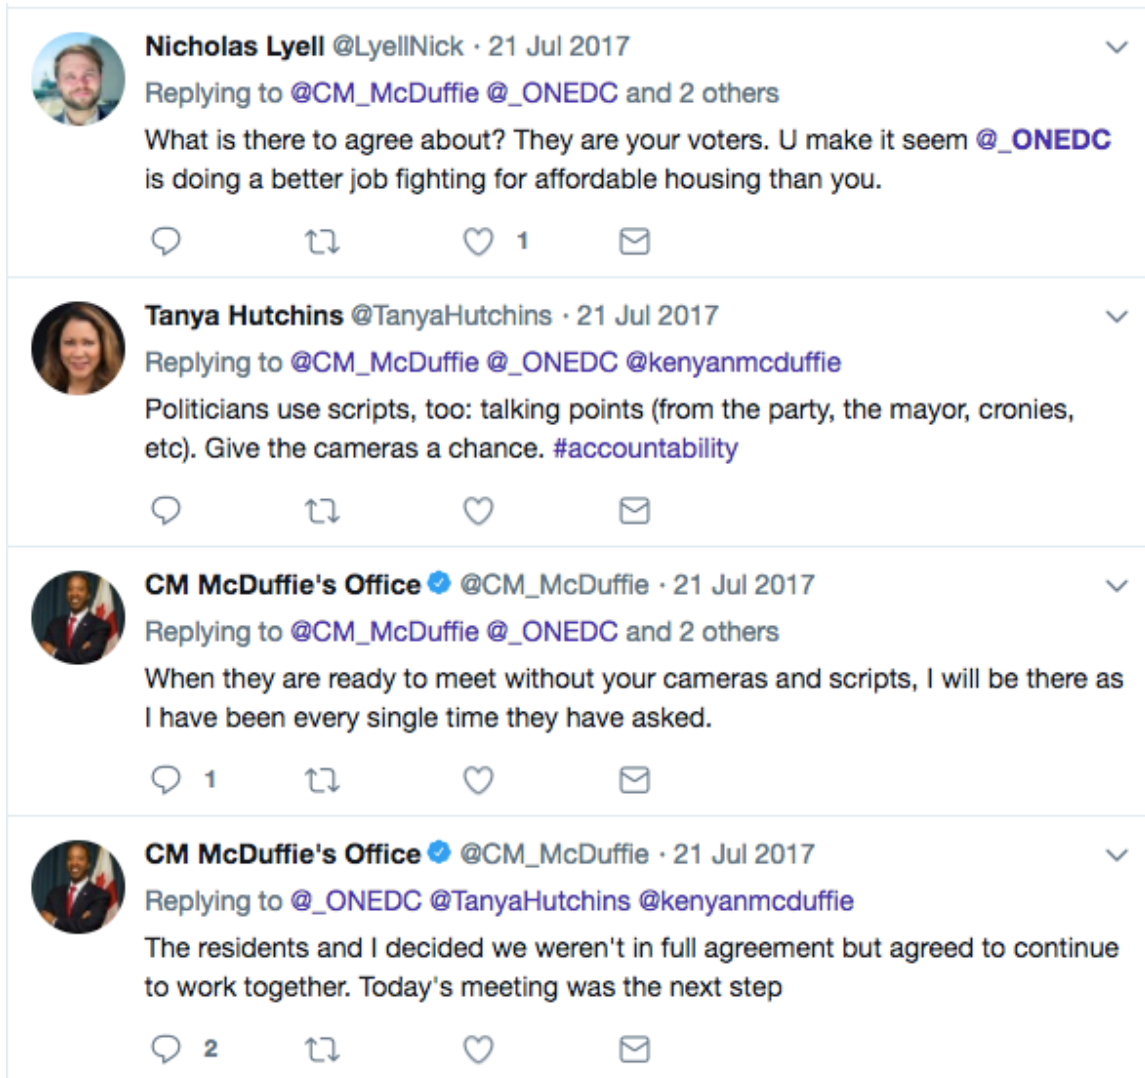 Nicholas Lyell @LyellNick · 21 Jul 2017
Replying to @CM_McDuffie @_ONEDC and 2 others
What is there to agree about? They are your voters. U make it seem @_ONEDC
is doing a better job fighting for affordable housing than you.
1
Tanya Hutchins @TanyaHutchins · 21 Jul 2017
Replying to @CM_McDuffie @_ONEDC @kenyanmcduffie
Politicians use scripts, too: talking points (from the party, the mayor, cronies,
etc). Give the cameras a chance. #accountability
CM McDuffie's Office @CM_McDuffie · 21 Jul 2017
Replying to @CM_McDuffie @_ONEDC and 2 others
When they are ready to meet without your cameras and scripts, I will be there as
I have been every single time they have asked.
1
CM McDuffie's Office @CM_McDuffie · 21 Jul 2017
Replying to @_ONEDC @TanyaHutchins @kenyanmcduffie
The residents and I decided we weren't in full agreement but agreed to continue
to work together. Today's meeting was the next step
2